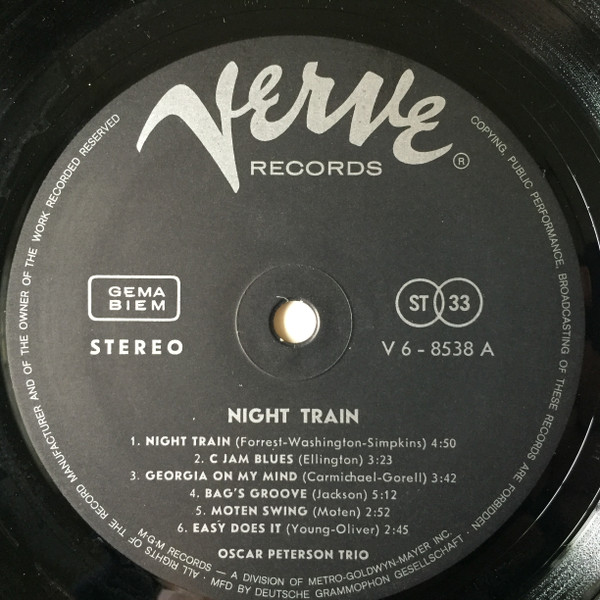 Verve
RECORDS ®
GEMA
BIEM
STEREO
ST 33
V 6 - 8538 A
NIGHT TRAIN
1. NIGHT TRAIN (Forrest-Washington-Simpkins) 4:50
2. C JAM BLUES (Ellington) 3:23
3. GEORGIA ON MY MIND (Carmichael-Gorell) 3:42
4. BAG'S GROOVE (Jackson) 5:12
5. MOTEN SWING (Moten) 2:52
6. EASY DOES IT (Young-Oliver) 2:45
OSCAR PETERSON TRIO
M·G·M RECORDS — A DIVISION OF METRO-GOLDWYN-MAYER INC.
ALL RIGHTS OF THE RECORD MANUFACTURER AND OF THE OWNER OF THE WORK RECORDED RESERVED
COPYING, PUBLIC PERFORMANCE, BROADCASTING OF THESE RECORDS ARE FORBIDDEN
· MFD BY DEUTSCHE GRAMMOPHON GESELLSCHAFT ·